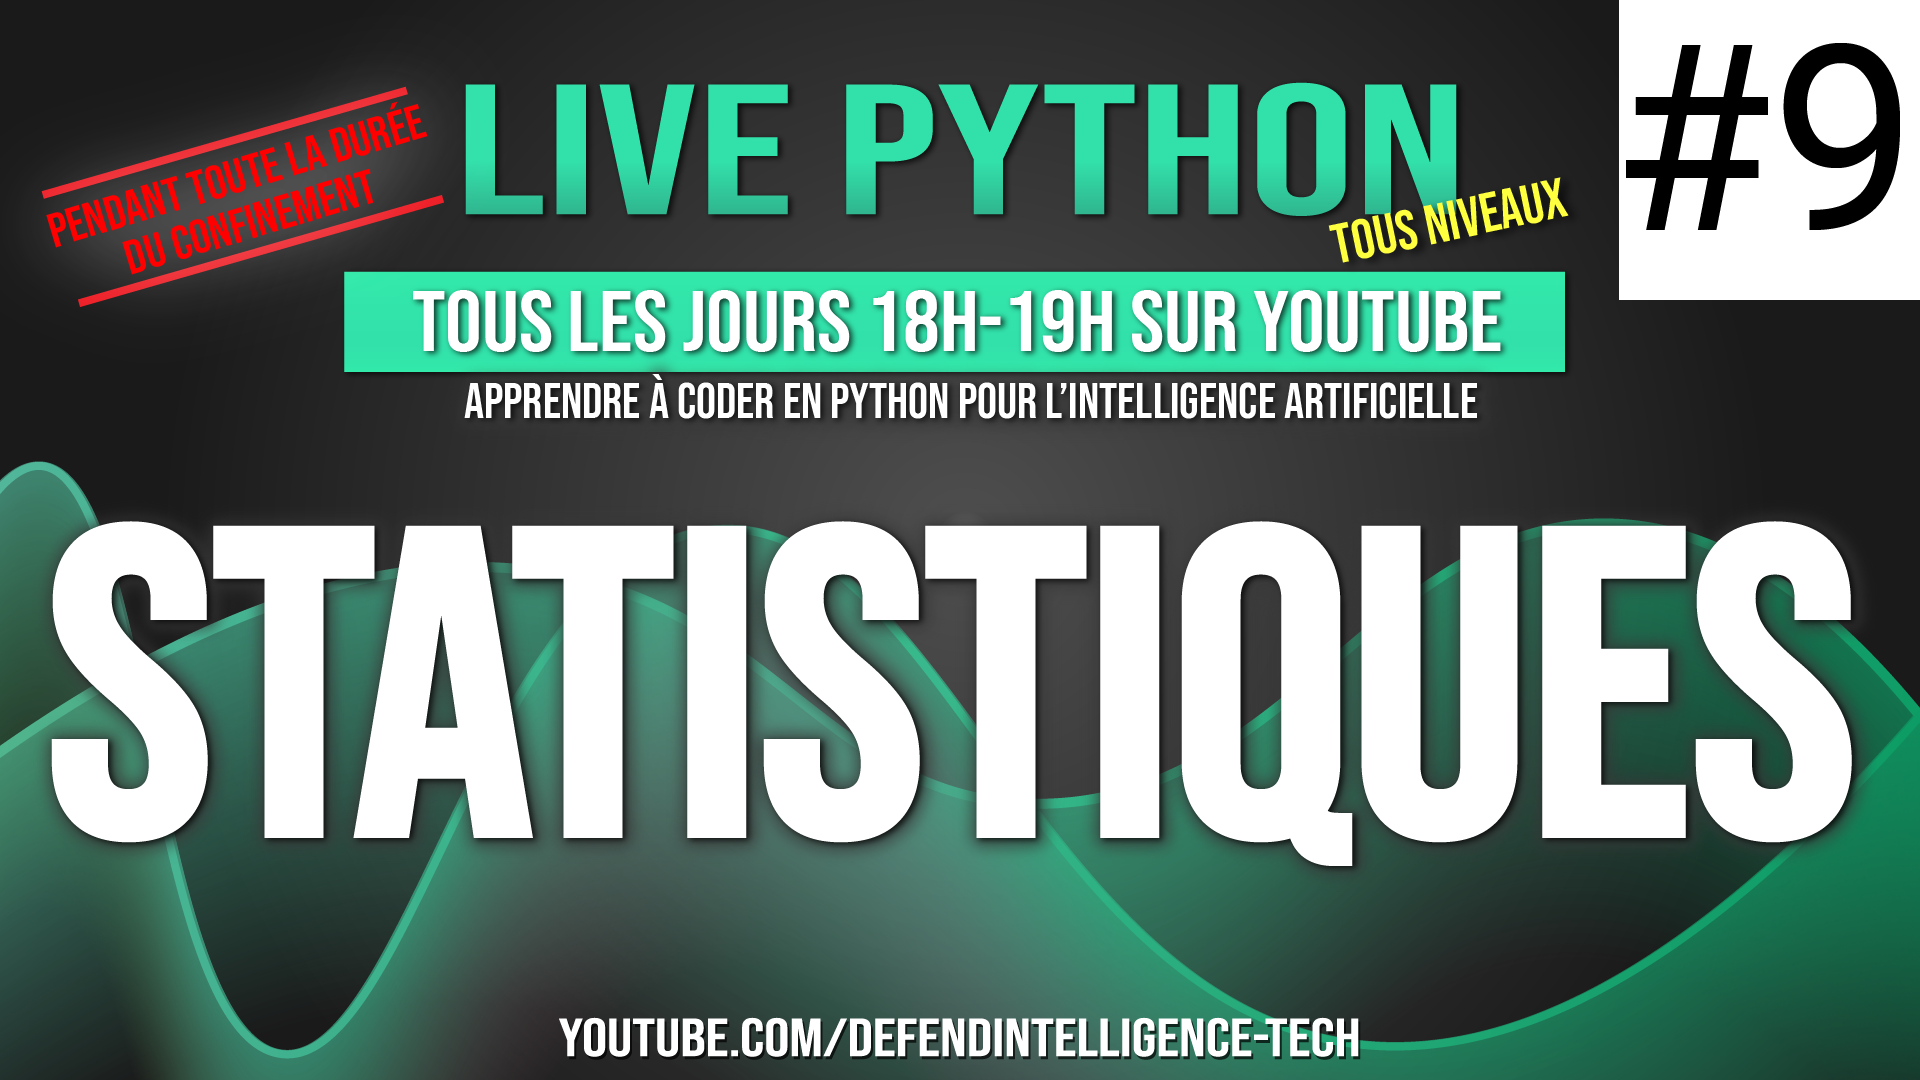 PENDANT TOUTE LA DURÉE
DU CONFINEMENT
LIVE PYTHON
TOUS NIVEAUX
#9
TOUS LES JOURS 18H-19H SUR YOUTUBE
APPRENDRE À CODER EN PYTHON POUR L’INTELLIGENCE ARTIFICIELLE
STATISTIQUES
YOUTUBE.COM/DEFENDINTELLIGENCE-TECH